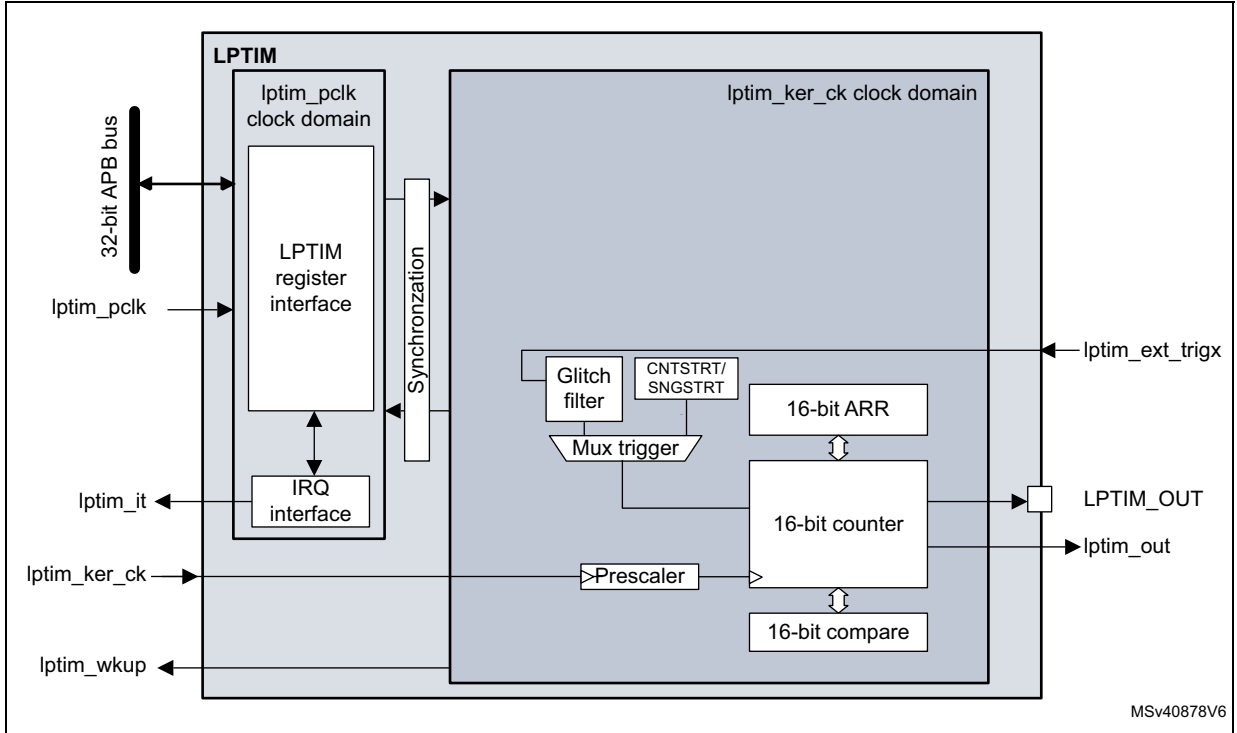 LPTIM
lptim_pclk
clock domain
lptim_ker_ck clock domain
32-bit APB bus
LPTIM
register
interface
Synchronzation
lptim_pclk
lptim_ext_trigx
Glitch
filter
CNTSTRT/
SNGSTRT
16-bit ARR
Mux trigger
lptim_it
IRQ
interface
16-bit counter
LPTIM_OUT
lptim_out
lptim_ker_ck
Prescaler
16-bit compare
lptim_wkup
MSv40878V6